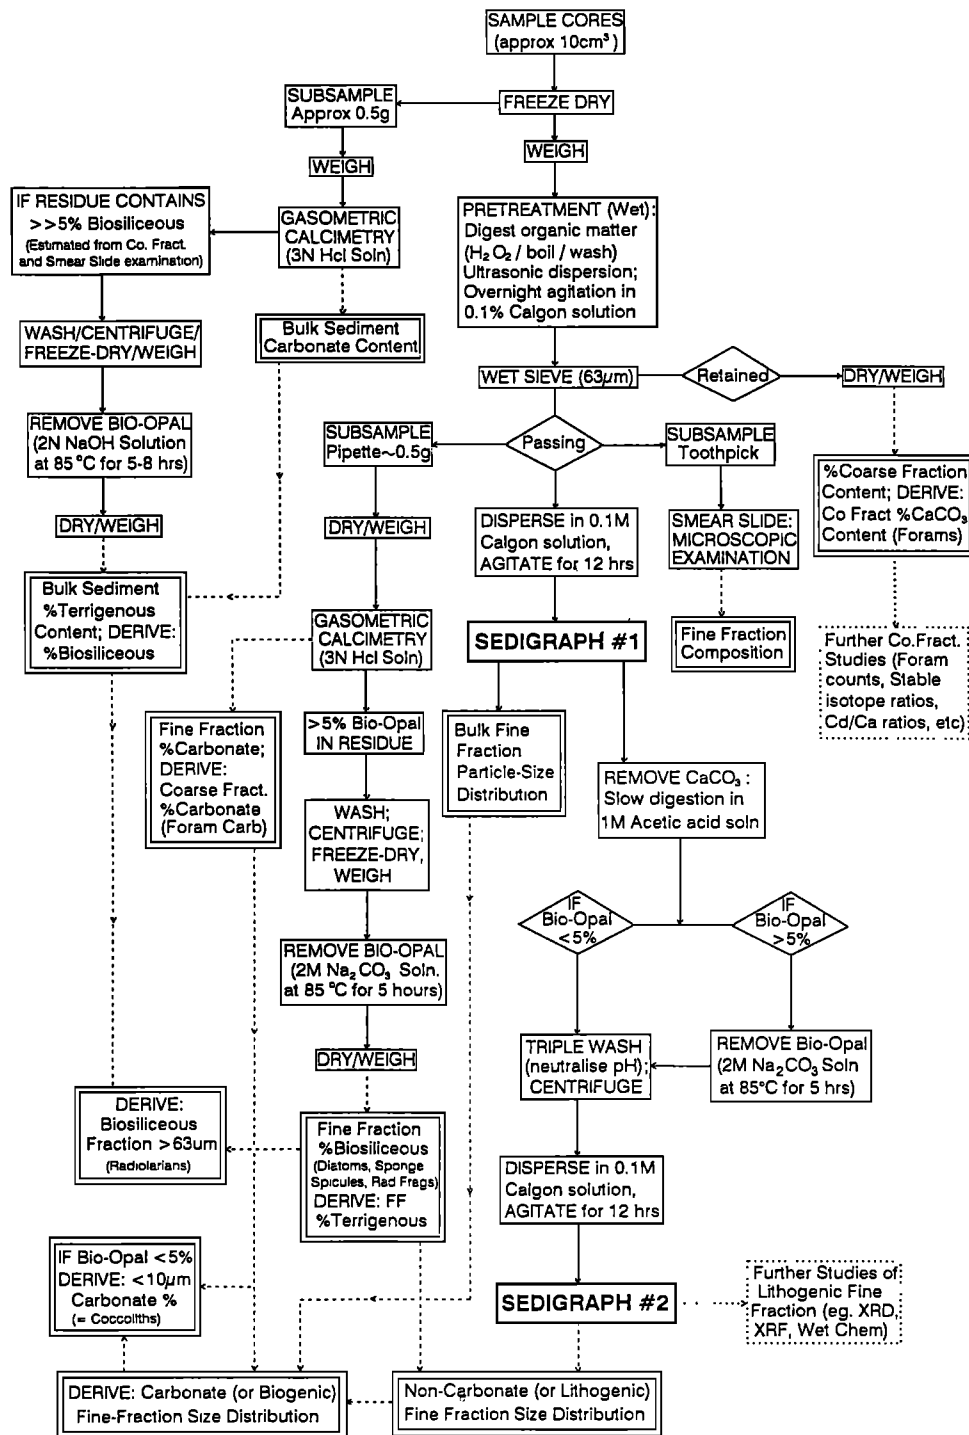 SAMPLE CORES
(approx 10cm³)
SUBSAMPLE
Approx 0.5g
FREEZE DRY
WEIGH
WEIGH
IF RESIDUE CONTAINS
>>5% Biosiliceous
(Estimated from Co. Fract.
and Smear Slide examination)
GASOMETRIC
CALCIMETRY
(3N Hcl Soln)
PRETREATMENT (Wet):
Digest organic matter
(H₂O₂ / boil / wash)
Ultrasonic dispersion;
Overnight agitation in
0.1% Calgon solution
WASH/CENTRIFUGE/
FREEZE-DRY/WEIGH
Bulk Sediment
Carbonate Content
WET SIEVE (63µm)
Retained
DRY/WEIGH
REMOVE BIO-OPAL
(2N NaOH Solution
at 85 °C for 5-8 hrs)
SUBSAMPLE
Pipette~0.5g
Passing
SUBSAMPLE
Toothpick
%Coarse Fraction
Content; DERIVE:
Co Fract %CaCO₃
Content (Forams)
DRY/WEIGH
DRY/WEIGH
DISPERSE in 0.1M
Calgon solution,
AGITATE for 12 hrs
SMEAR SLIDE:
MICROSCOPIC
EXAMINATION
Bulk Sediment
%Terrigenous
Content; DERIVE:
%Biosiliceous
GASOMETRIC
CALCIMETRY
(3N Hcl Soln)
SEDIGRAPH #1
Fine Fraction
Composition
Further Co.Fract.
Studies (Foram
counts, Stable
isotope ratios,
Cd/Ca ratios, etc)
Fine Fraction
%Carbonate;
DERIVE:
Coarse Fract.
%Carbonate
(Foram Carb)
>5% Bio-Opal
IN RESIDUE
Bulk Fine
Fraction
Particle-Size
Distribution
REMOVE CaCO₃ :
Slow digestion in
1M Acetic acid soln
WASH;
CENTRIFUGE;
FREEZE-DRY,
WEIGH
IF
Bio-Opal
<5%
IF
Bio-Opal
>5%
REMOVE BIO-OPAL
(2M Na₂CO₃ Soln.
at 85 °C for 5 hours)
TRIPLE WASH
(neutralise pH);
CENTRIFUGE
REMOVE Bio-Opal
(2M Na₂CO₃ Soln
at 85°C for 5 hrs)
DRY/WEIGH
DERIVE:
Biosiliceous
Fraction >63um
(Radiolarians)
Fine Fraction
%Biosiliceous
(Diatoms, Sponge
Spicules, Rad Frags)
DERIVE: FF
%Terrigenous
DISPERSE in 0.1M
Calgon solution,
AGITATE for 12 hrs
IF Bio-Opal <5%
DERIVE: <10µm
Carbonate %
(= Coccoliths)
SEDIGRAPH #2
Further Studies of
Lithogenic Fine
Fraction (eg. XRD,
XRF, Wet Chem)
DERIVE: Carbonate (or Biogenic)
Fine-Fraction Size Distribution
Non-Carbonate (or Lithogenic)
Fine Fraction Size Distribution